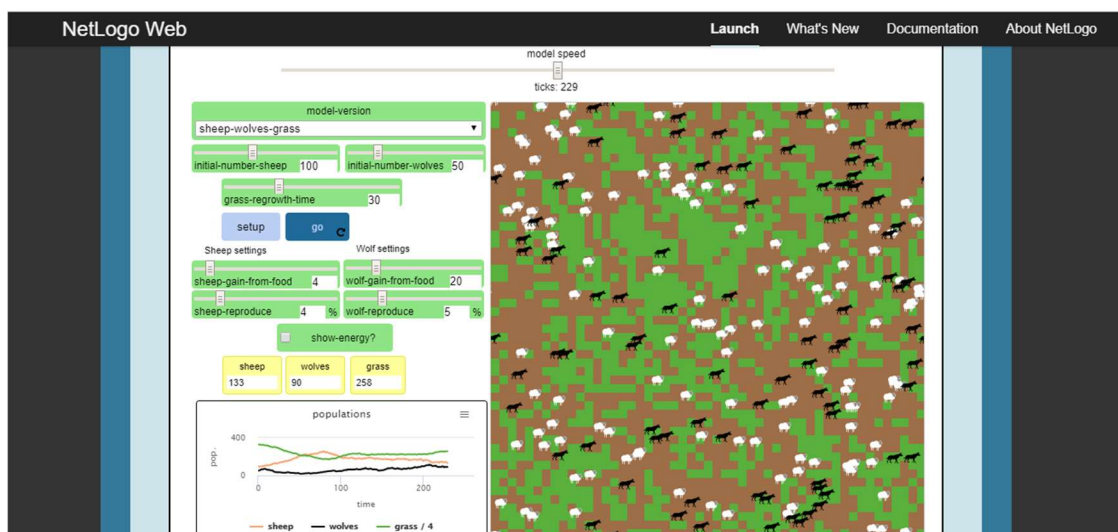 NetLogo Web Launch What's New Documentation About NetLogo
model speed
ticks: 229
model-version
sheep-wolves-grass
initial-number-sheep 100 initial-number-wolves 50
grass-regrowth-time 30
setup go
Sheep settings Wolf settings
sheep-gain-from-food 4 wolf-gain-from-food 20
sheep-reproduce 4 % wolf-reproduce 5 %
show-energy?
sheep wolves grass
133 90 258
populations
400
pop.
0
0 100 200
time
sheep wolves grass / 4